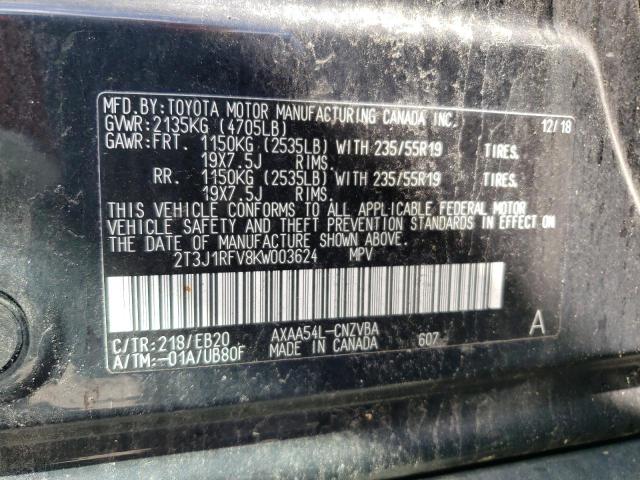 MFD. BY: TOYOTA MOTOR MANUFACTURING CANADA INC. 12/18
GVWR: 2135KG (4705LB)
GAWR: FRT. 1150KG (2535LB) WITH 235/55R19 TIRES.
19X7.5J RIMS.
RR. 1150KG (2535LB) WITH 235/55R19 TIRES.
19X7.5J RIMS.
THIS VEHICLE CONFORMS TO ALL APPLICABLE FEDERAL MOTOR
VEHICLE SAFETY AND THEFT PREVENTION STANDARDS IN EFFECT ON
THE DATE OF MANUFACTURE SHOWN ABOVE.
2T3J1RFV8KW003624 MPV
C/TR: 218/EB20 AXAA54L-CNZVBA A
A/TM: -01A/UB80F MADE IN CANADA 607